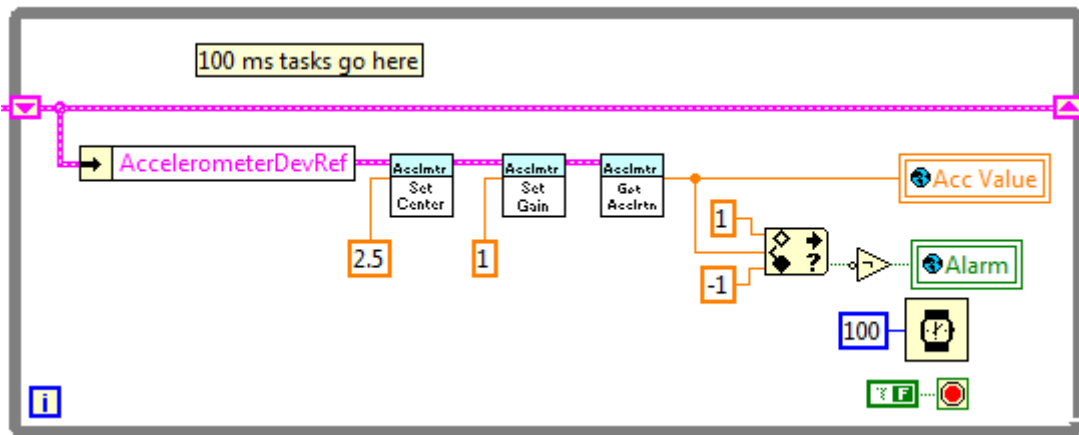 100 ms tasks go here
AccelerometerDevRef
Acclmtr
Set
Center
Acclmtr
Set
Gain
Acclmtr
Get
Acclrtn
Acc Value
2.5
1
1
-1
?
Alarm
100
i
F